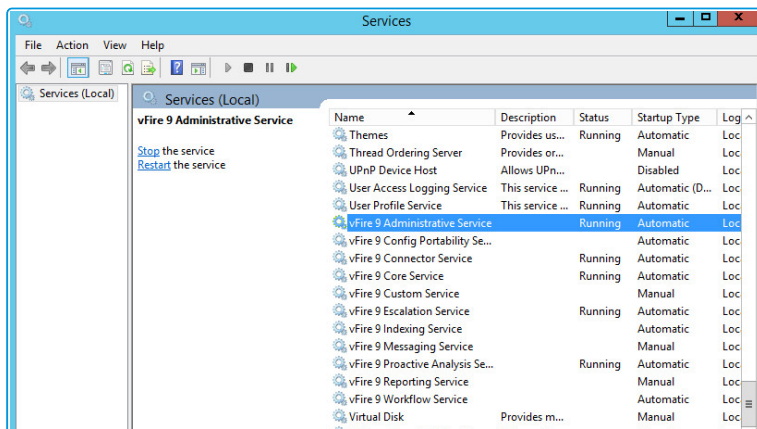 Services
File Action View Help
Services (Local)
Services (Local)
vFire 9 Administrative Service
Stop the service
Restart the service
Name Description Status Startup Type Log
Themes Provides us... Running Automatic Loc
Thread Ordering Server Provides or... Manual Loc
UPnP Device Host Allows UPn... Disabled Loc
User Access Logging Service This service ... Running Automatic (D... Loc
User Profile Service This service ... Running Automatic Loc
vFire 9 Administrative Service Running Automatic Loc
vFire 9 Config Portability Se... Automatic Loc
vFire 9 Connector Service Running Automatic Loc
vFire 9 Core Service Running Automatic Loc
vFire 9 Custom Service Manual Loc
vFire 9 Escalation Service Running Automatic Loc
vFire 9 Indexing Service Automatic Loc
vFire 9 Messaging Service Manual Loc
vFire 9 Proactive Analysis Se... Running Automatic Loc
vFire 9 Reporting Service Manual Loc
vFire 9 Workflow Service Automatic Loc
Virtual Disk Provides m... Manual Loc